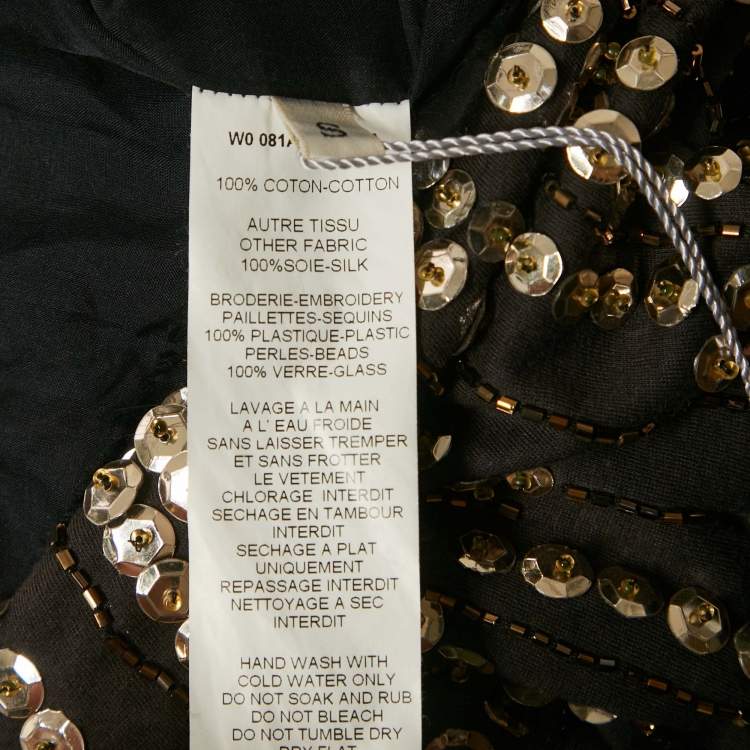 W0 081
100% COTON-COTTON
AUTRE TISSU
OTHER FABRIC
100%SOIE-SILK
BRODERIE-EMBROIDERY
PAILLETTES-SEQUINS
100% PLASTIQUE-PLASTIC
PERLES-BEADS
100% VERRE-GLASS
LAVAGE A LA MAIN
A L' EAU FROIDE
SANS LAISSER TREMPER
ET SANS FROTTER
LE VETEMENT
CHLORAGE INTERDIT
SECHAGE EN TAMBOUR
INTERDIT
SECHAGE A PLAT
UNIQUEMENT
REPASSAGE INTERDIT
NETTOYAGE A SEC
INTERDIT
HAND WASH WITH
COLD WATER ONLY
DO NOT SOAK AND RUB
DO NOT BLEACH
DO NOT TUMBLE DRY
DRY FLAT